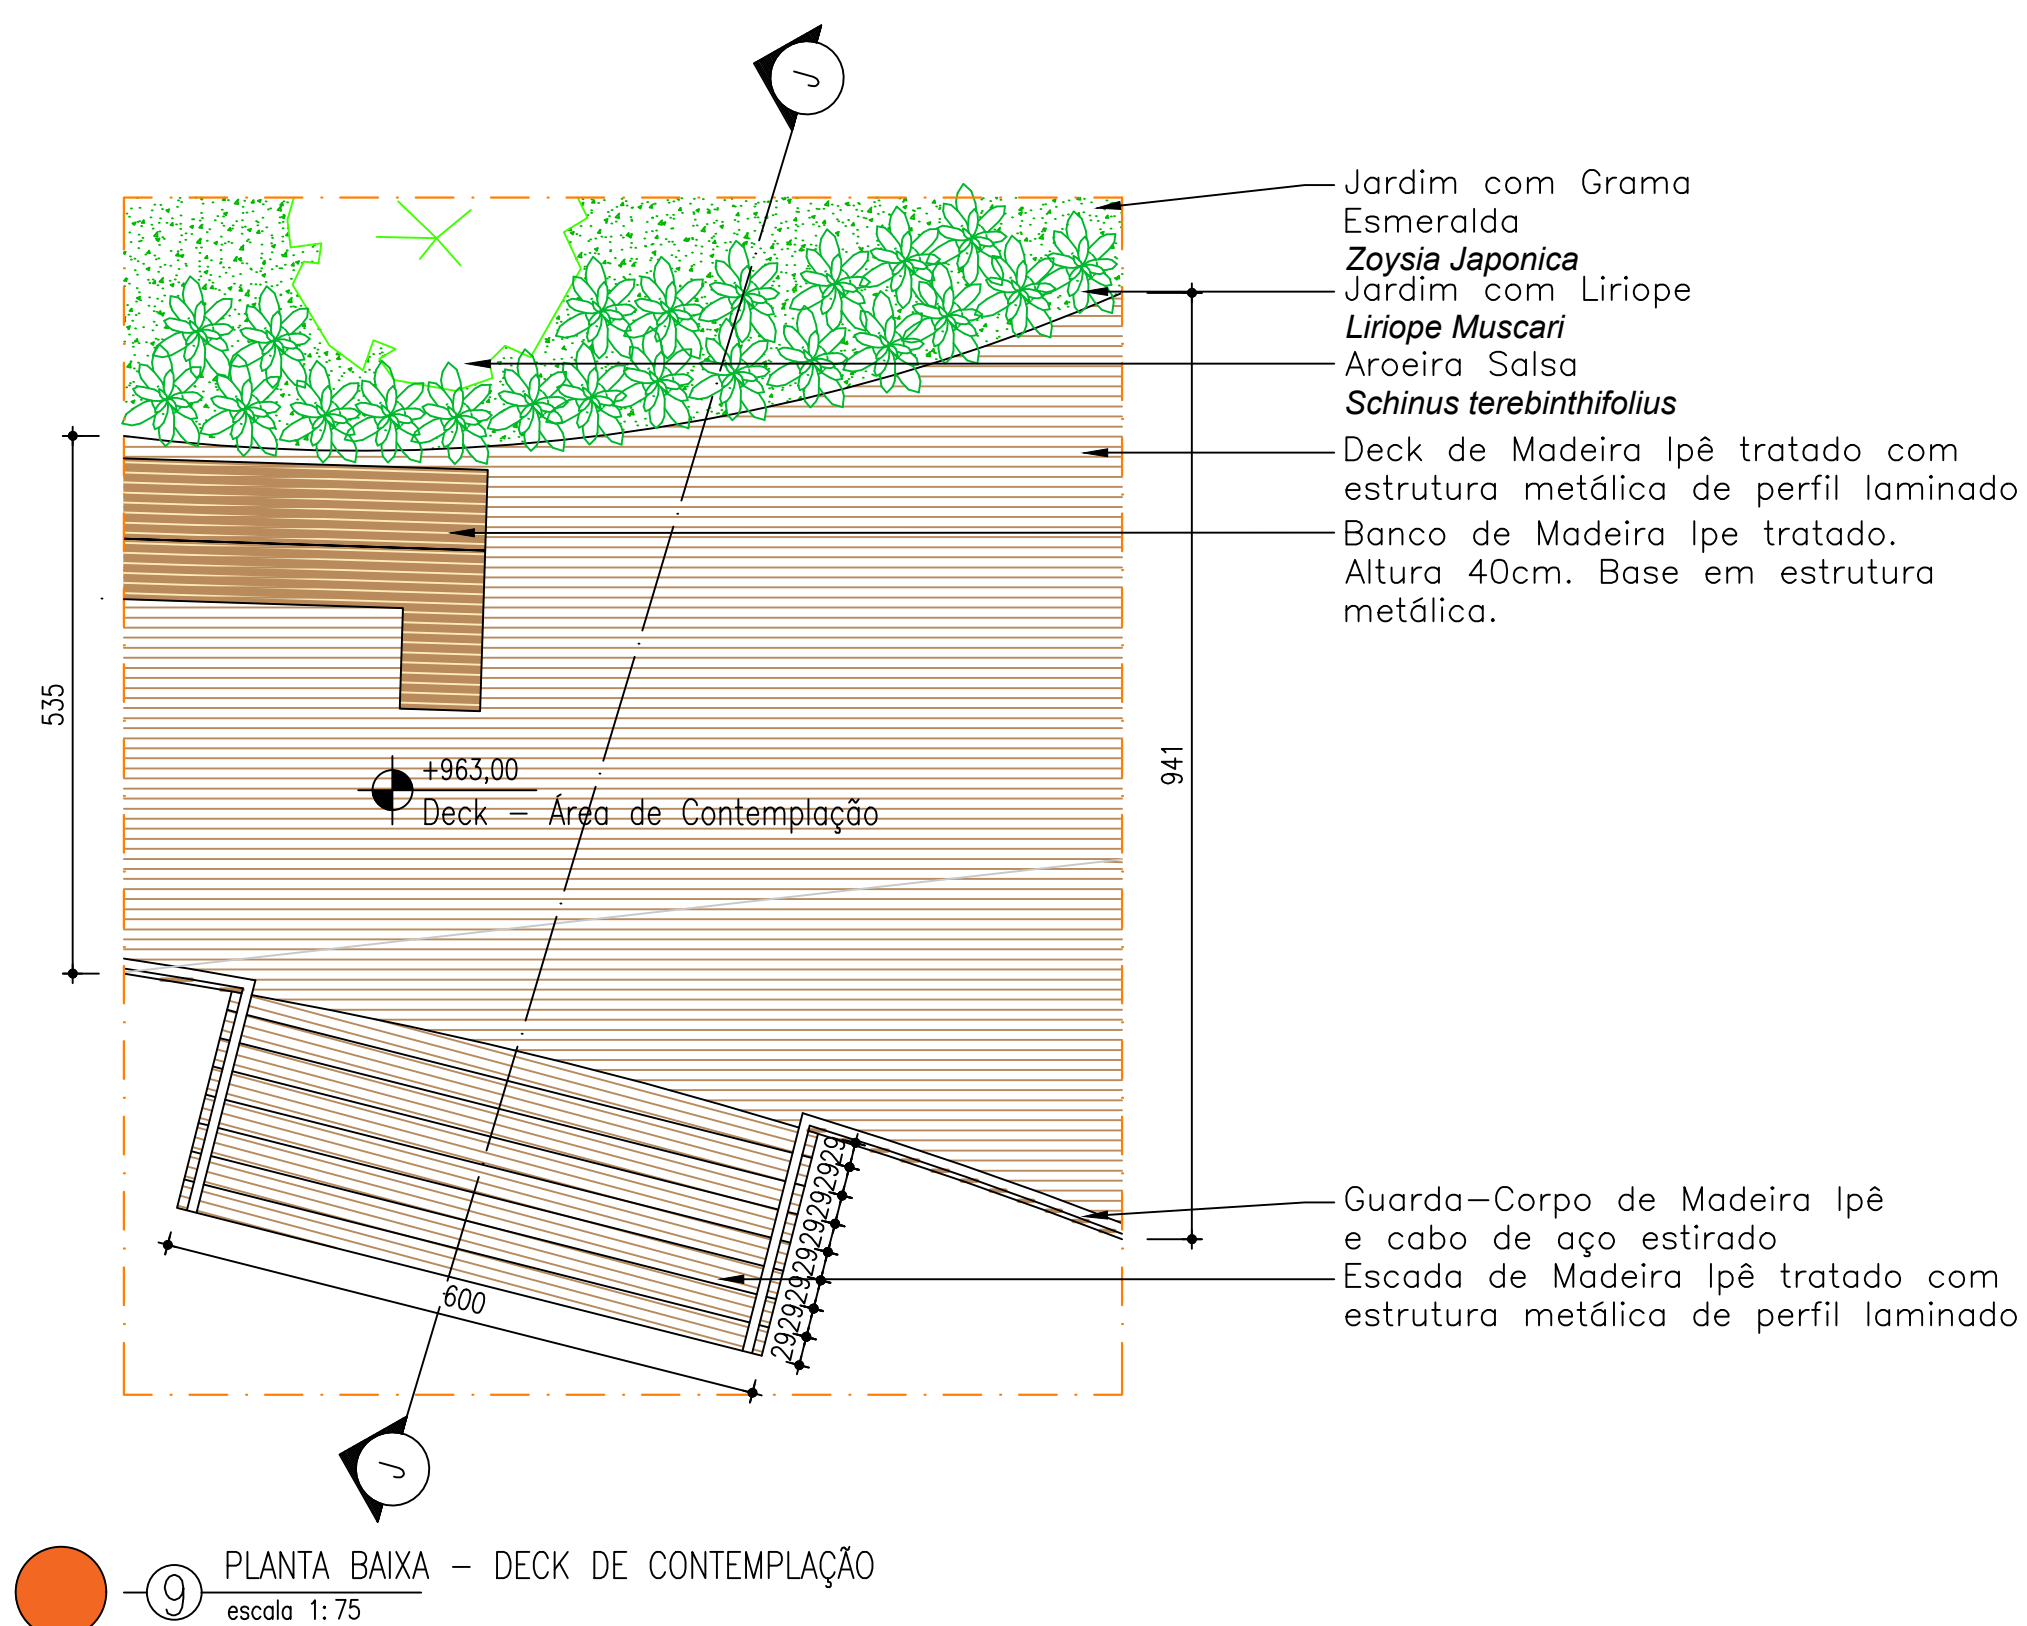 J
Jardim com Grama
Esmeralda
Zoysia Japonica
Jardim com Liriope
Liriope Muscari
Aroeira Salsa
Schinus terebinthifolius
Deck de Madeira Ipê tratado com
estrutura metálica de perfil laminado
Banco de Madeira Ipe tratado.
Altura 40cm. Base em estrutura
metálica.
535
941
+963,00
Deck – Área de Contemplação
2929292929292929
600
Guarda–Corpo de Madeira Ipê
e cabo de aço estirado
Escada de Madeira Ipê tratado com
estrutura metálica de perfil laminado
J
9
PLANTA BAIXA – DECK DE CONTEMPLAÇÃO
escala 1:75